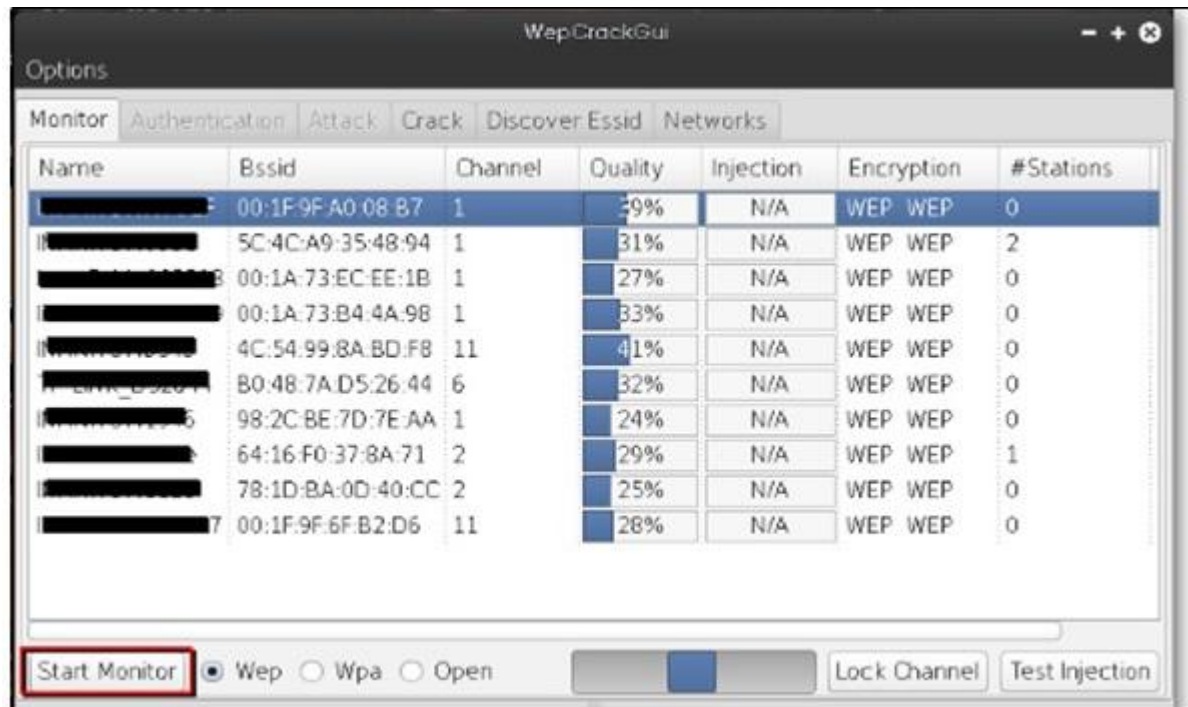 WepCrackGui
Options
Monitor Authentication Attack Crack Discover Essid Networks
Name Bssid Channel Quality Injection Encryption #Stations
00:1F:9F:A0:08:B7 1 39% N/A WEP WEP 0
5C:4C:A9:35:48:94 1 31% N/A WEP WEP 2
00:1A:73:EC:EE:1B 1 27% N/A WEP WEP 0
00:1A:73:B4:4A:98 1 33% N/A WEP WEP 0
4C:54:99:8A:BD:F8 11 41% N/A WEP WEP 0
B0:48:7A:D5:26:44 6 32% N/A WEP WEP 0
98:2C:BE:7D:7E:AA 1 24% N/A WEP WEP 0
64:16:F0:37:8A:71 2 29% N/A WEP WEP 1
78:1D:BA:0D:40:CC 2 25% N/A WEP WEP 0
00:1F:9F:6F:B2:D6 11 28% N/A WEP WEP 0
Start Monitor Wep Wpa Open Lock Channel Test Injection